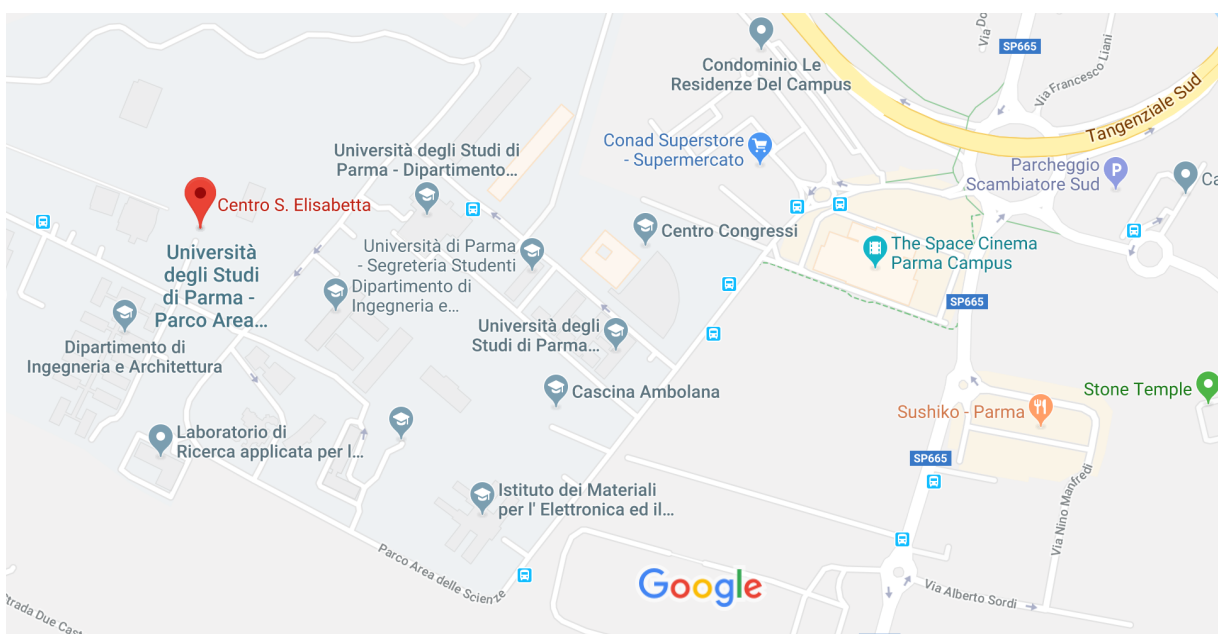 Via Do
SP665
Via Francesco Liani
Condominio Le
Residenze Del Campus
Tangenziale Sud
Conad Superstore
- Supermercato
Università degli Studi di
Parma - Dipartimento...
Parcheggio
Scambiatore Sud
P
Ca
Centro S. Elisabetta
Centro Congressi
Università di Parma
- Segreteria Studenti
The Space Cinema
Parma Campus
Università
degli Studi
di Parma -
Parco Area...
Dipartimento di
Ingegneria e...
SP665
Università degli
Studi di Parma...
Dipartimento di
Ingegneria e Architettura
Cascina Ambolana
Stone Temple
Sushiko - Parma
Laboratorio di
Ricerca applicata per l...
SP665
Istituto dei Materiali
per l' Elettronica ed il...
Via Nino Manfredi
Parco Area delle Scienze
Google
Via Alberto Sordi
Strada Due Cast